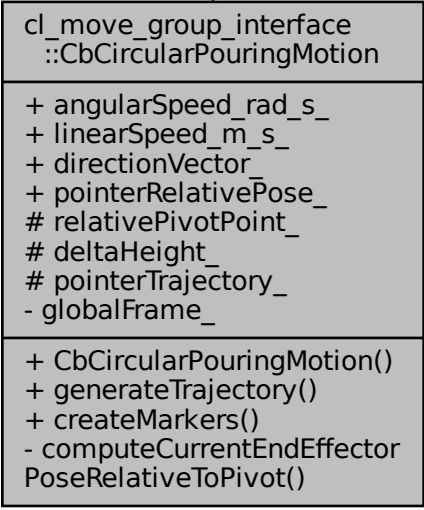 cl_move_group_interface
::CbCircularPouringMotion
+ angularSpeed_rad_s_
+ linearSpeed_m_s_
+ directionVector_
+ pointerRelativePose_
# relativePivotPoint_
# deltaHeight_
# pointerTrajectory_
- globalFrame_
+ CbCircularPouringMotion()
+ generateTrajectory()
+ createMarkers()
- computeCurrentEndEffector
PoseRelativeToPivot()